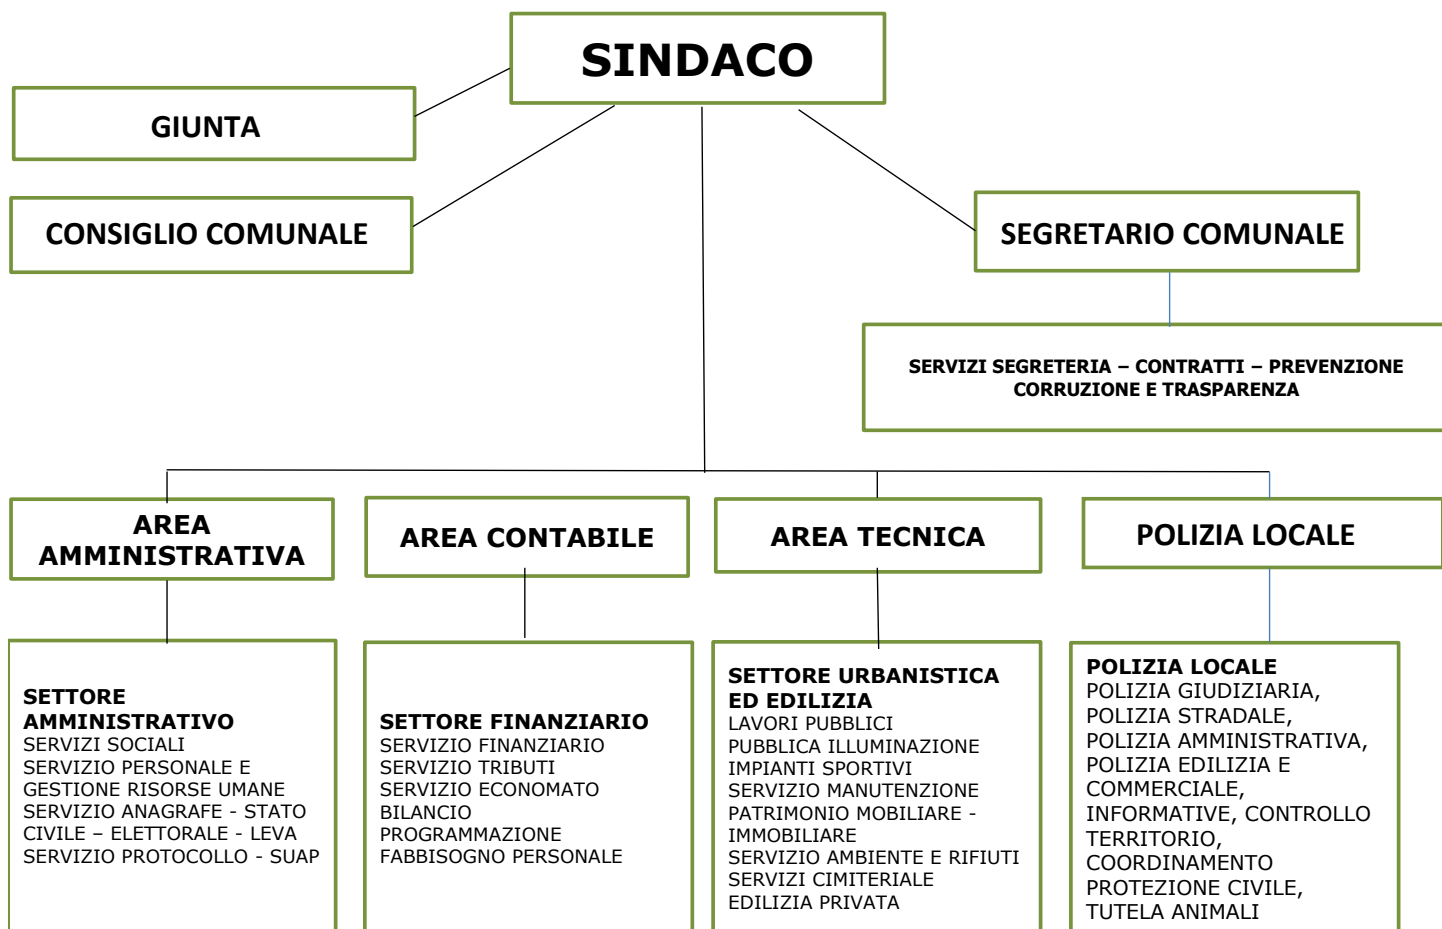 SINDACO
GIUNTA
CONSIGLIO COMUNALE
SEGRETARIO COMUNALE
SERVIZI SEGRETERIA – CONTRATTI – PREVENZIONE
CORRUZIONE E TRASPARENZA
AREA
AMMINISTRATIVA
AREA CONTABILE
AREA TECNICA
POLIZIA LOCALE
SETTORE
AMMINISTRATIVO
SERVIZI SOCIALI
SERVIZIO PERSONALE E
GESTIONE RISORSE UMANE
SERVIZIO ANAGRAFE - STATO
CIVILE – ELETTORALE - LEVA
SERVIZIO PROTOCOLLO - SUAP
SETTORE FINANZIARIO
SERVIZIO FINANZIARIO
SERVIZIO TRIBUTI
SERVIZIO ECONOMATO
BILANCIO
PROGRAMMAZIONE
FABBISOGNO PERSONALE
SETTORE URBANISTICA
ED EDILIZIA
LAVORI PUBBLICI
PUBBLICA ILLUMINAZIONE
IMPIANTI SPORTIVI
SERVIZIO MANUTENZIONE
PATRIMONIO MOBILIARE -
IMMOBILIARE
SERVIZIO AMBIENTE E RIFIUTI
SERVIZI CIMITERIALE
EDILIZIA PRIVATA
POLIZIA LOCALE
POLIZIA GIUDIZIARIA,
POLIZIA STRADALE,
POLIZIA AMMINISTRATIVA,
POLIZIA EDILIZIA E
COMMERCIALE,
INFORMATIVE, CONTROLLO
TERRITORIO,
COORDINAMENTO
PROTEZIONE CIVILE,
TUTELA ANIMALI